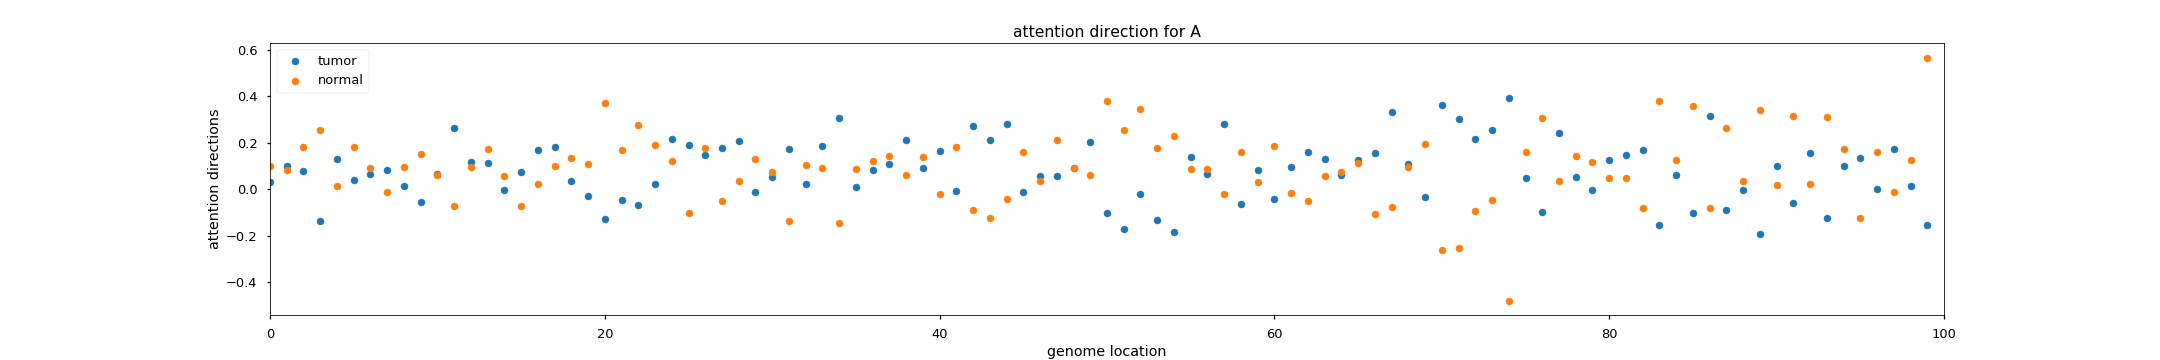 attention direction for A
tumor
normal
attention directions
0.6
0.4
0.2
0.0
−0.2
−0.4
0 20 40 60 80 100
genome location